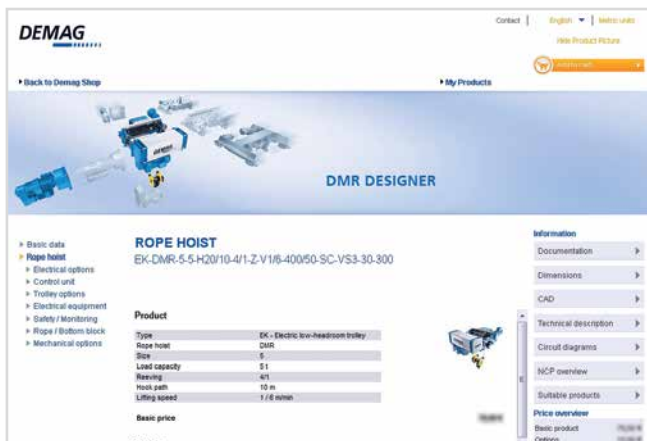 Contact
English
Metric units
DEMAG
Hide Product Picture
Back to Demag Shop
My Products
DEMAG
DMR DESIGNER
Basic data
Rope hoist
Electrical options
Control unit
Trolley options
Electrical equipment
Safety / Monitoring
Rope / Bottom block
Mechanical options
ROPE HOIST
EK-DMR-5-5-H20/10-4/1-Z-V1/6-400/50-SC-VS3-30-300
Product
Type EK - Electric low-headroom trolley
Rope hoist DMR
Size 5
Load capacity 5 t
Reeving 4/1
Hook path 10 m
Lifting speed 1 / 6 m/min
Basic price
Information
Documentation
Dimensions
CAD
Technical description
Circuit diagrams
NCP overview
Suitable products
Price overview
Basic product
Options